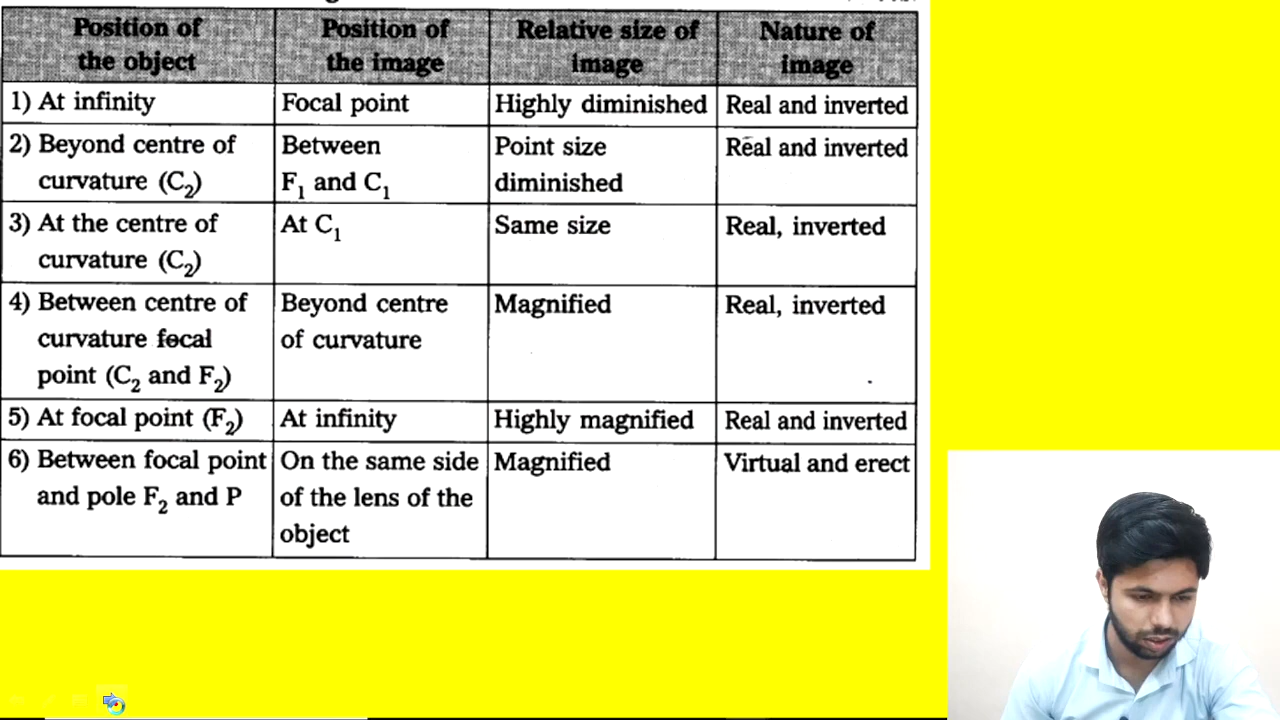 Position of
the object
Position of
the image
Relative size of
image
Nature of
image
1) At infinity
Focal point
Highly diminished
Real and inverted
2) Beyond centre of
curvature (C₂)
Between
F₁ and C₁
Point size
diminished
Real and inverted
3) At the centre of
curvature (C₂)
At C₁
Same size
Real, inverted
4) Between centre of
curvature focal
point (C₂ and F₂)
Beyond centre
of curvature
Magnified
Real, inverted
5) At focal point (F₂)
At infinity
Highly magnified
Real and inverted
6) Between focal point
and pole F₂ and P
On the same side
of the lens of the
object
Magnified
Virtual and erect